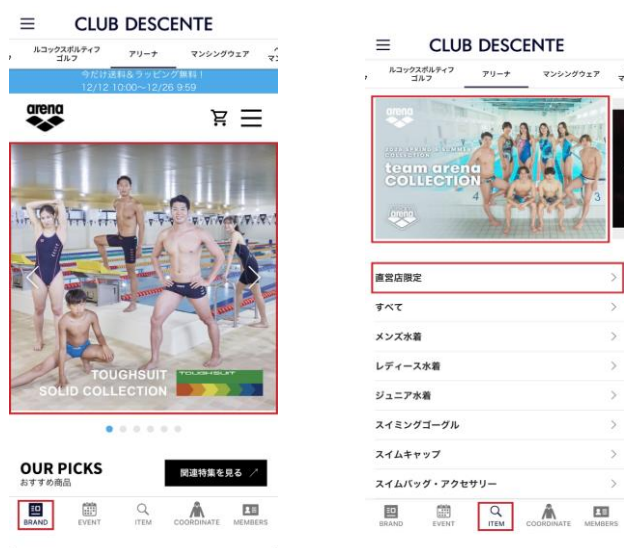 CLUB DESCENTE
ルコックスポルティフ
ゴルフ
アリーナ
マンシングウェア
今だけ送料＆ラッピング無料！
12/12 10:00〜12/26 9:59
arena
TOUGHSUIT
TOUGHSUIT
SOLID COLLECTION
OUR PICKS
おすすめ商品
関連特集を見る
BRAND
EVENT
ITEM
COORDINATE
MEMBERS
CLUB DESCENTE
ルコックスポルティフ
ゴルフ
アリーナ
マンシングウェア
arena
SPRING & SUMMER
COLLECTION
team arena
COLLECTION
4
3
arena
直営店限定
すべて
メンズ水着
レディース水着
ジュニア水着
スイミングゴーグル
スイムキャップ
スイムバッグ・アクセサリー
BRAND
EVENT
ITEM
COORDINATE
MEMBERS